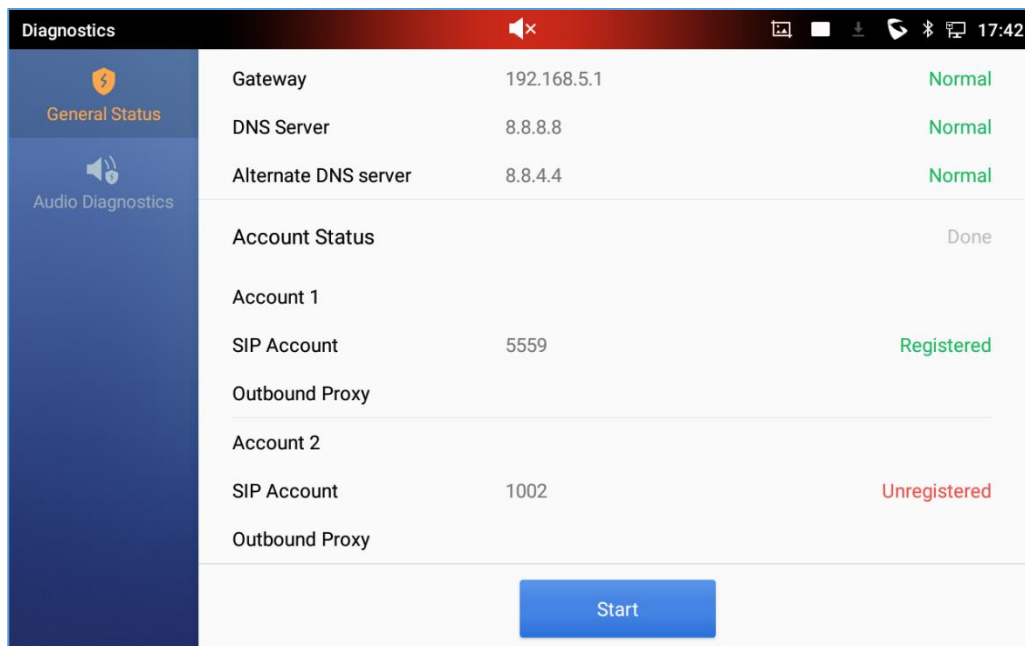 Diagnostics 17:42
General Status
Audio Diagnostics
Gateway 192.168.5.1 Normal
DNS Server 8.8.8.8 Normal
Alternate DNS server 8.8.4.4 Normal
Account Status Done
Account 1
SIP Account 5559 Registered
Outbound Proxy
Account 2
SIP Account 1002 Unregistered
Outbound Proxy
Start